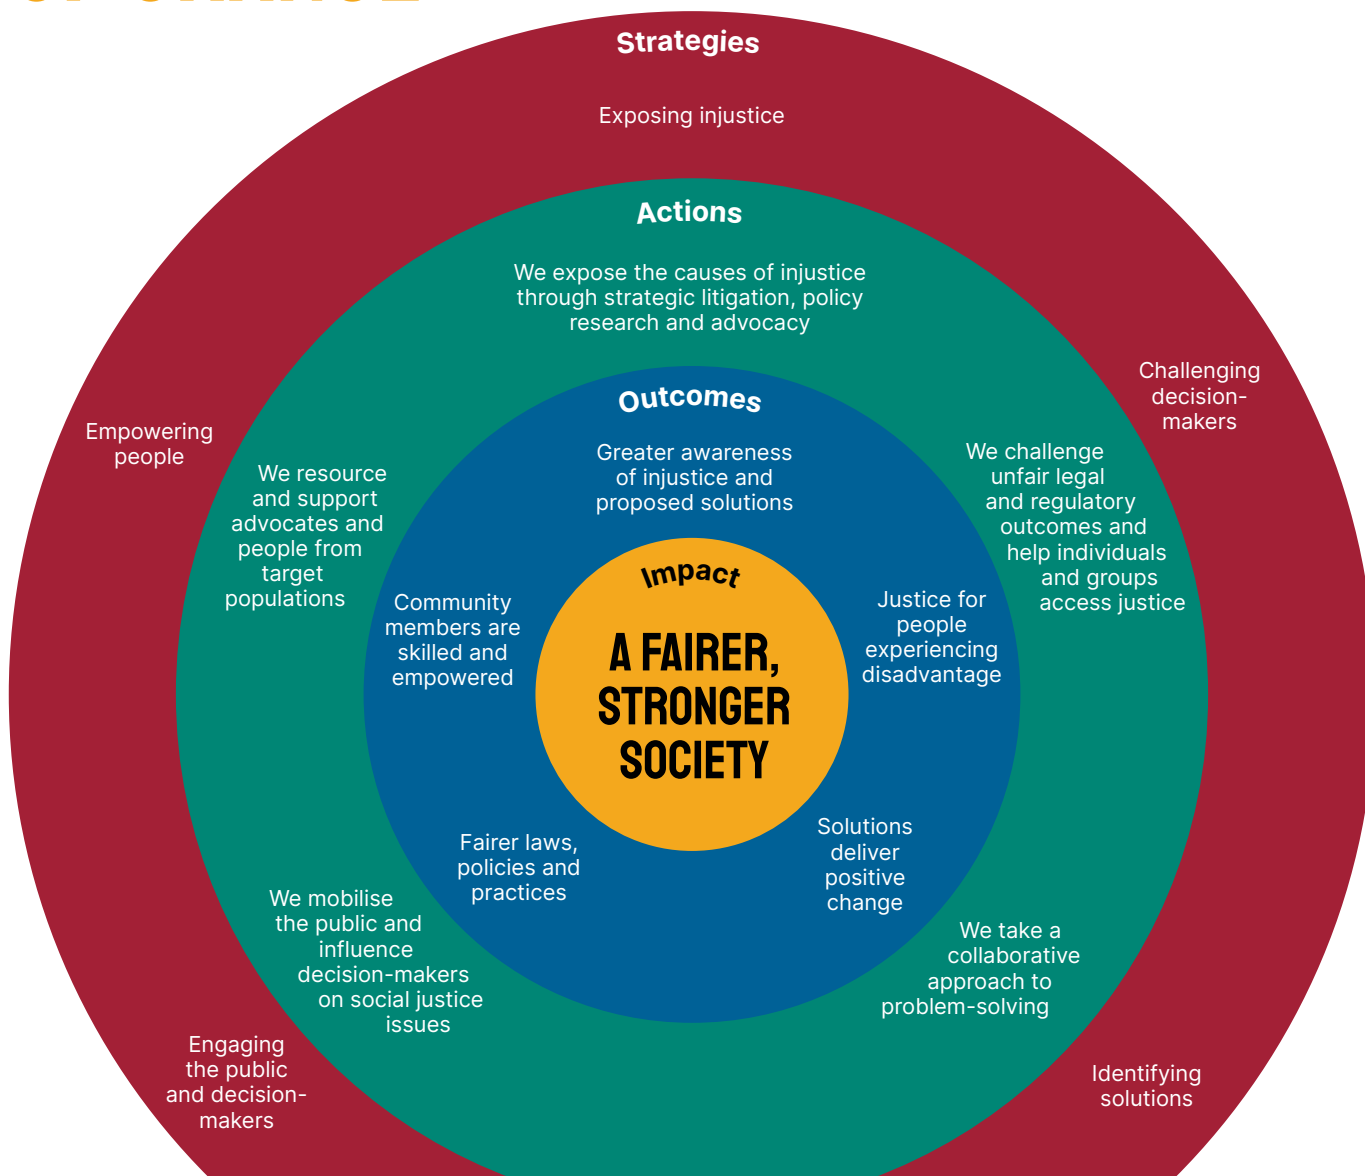 Strategies
Exposing injustice
Actions
We expose the causes of injustice
through strategic litigation, policy
research and advocacy
Challenging
decision-
makers
Empowering
people
Outcomes
Greater awareness
of injustice and
proposed solutions
We challenge
unfair legal
and regulatory
outcomes and
help individuals
and groups
access justice
We resource
and support
advocates and
people from
target
populations
Impact
A FAIRER,
STRONGER
SOCIETY
Community
members are
skilled and
empowered
Justice for
people
experiencing
disadvantage
Fairer laws,
policies and
practices
Solutions
deliver
positive
change
We mobilise
the public and
influence
decision-makers
on social justice
issues
We take a
collaborative
approach to
problem-solving
Engaging
the public
and decision-
makers
Identifying
solutions